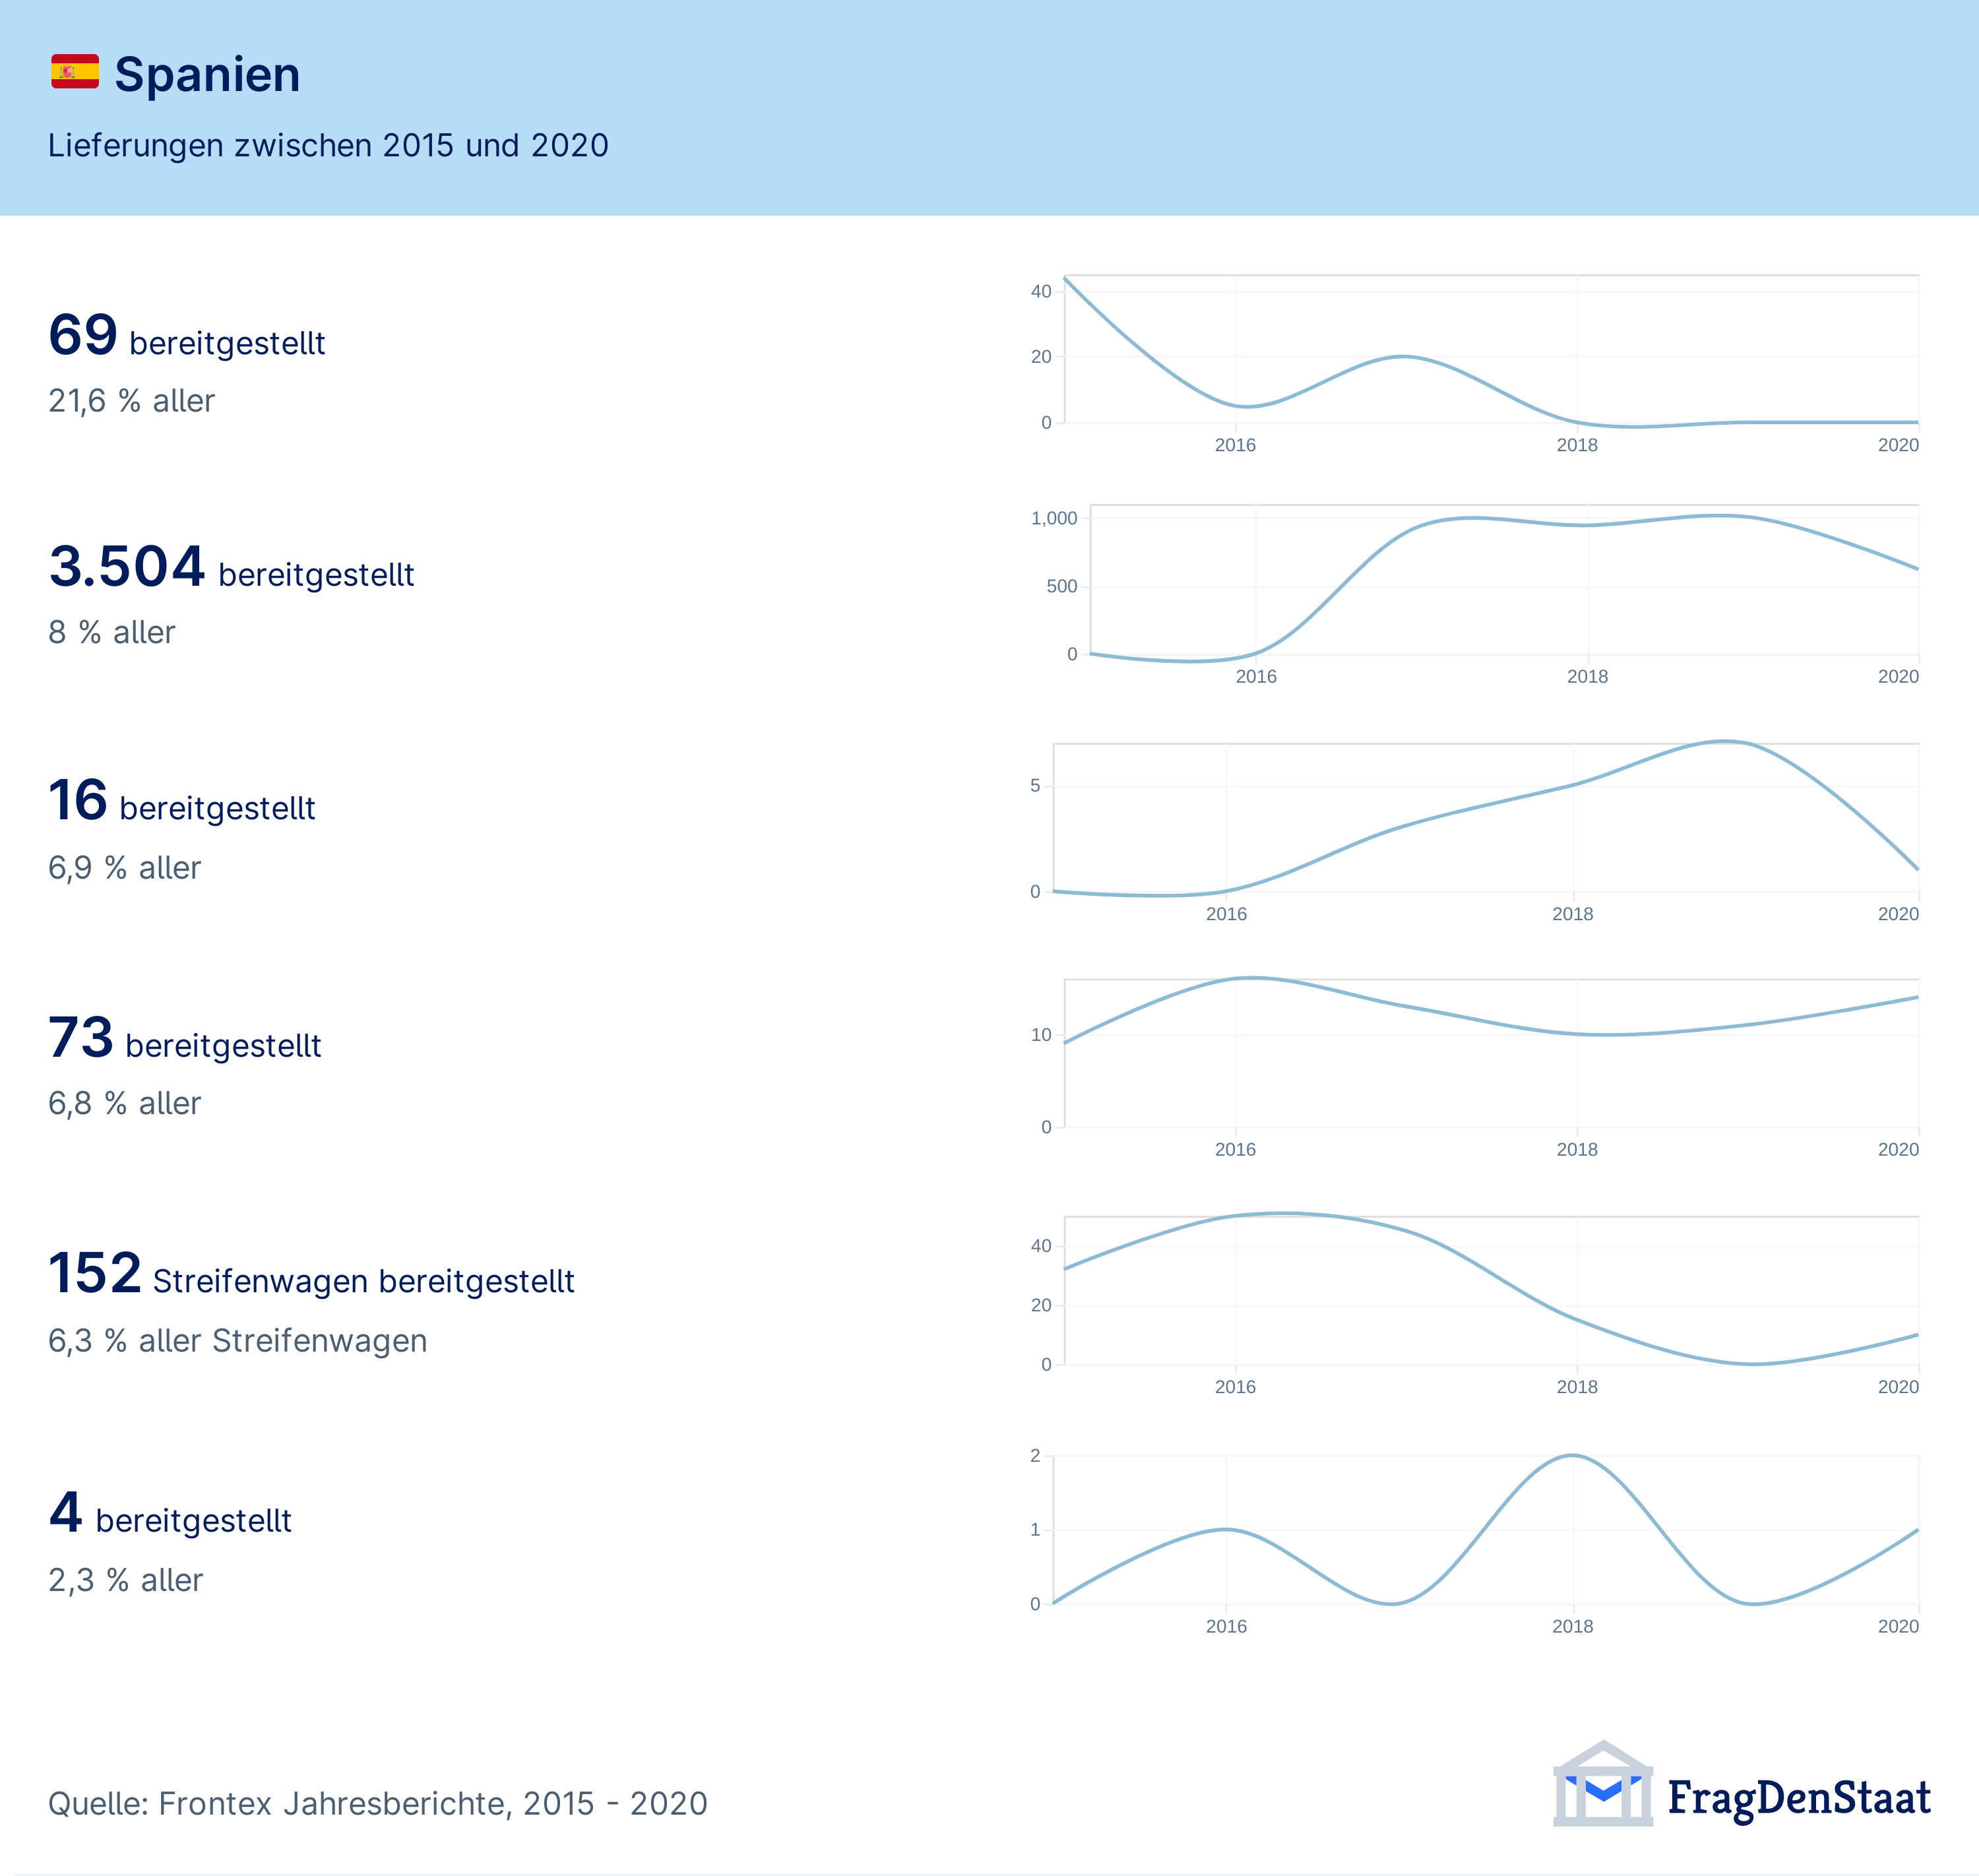 Spanien
Lieferungen zwischen 2015 und 2020
69 bereitgestellt
21,6 % aller
40
20
0
2016 2018 2020
3.504 bereitgestellt
8 % aller
1,000
500
0
2016 2018 2020
16 bereitgestellt
6,9 % aller
5
0
2016 2018 2020
73 bereitgestellt
6,8 % aller
10
0
2016 2018 2020
152 Streifenwagen bereitgestellt
6,3 % aller Streifenwagen
40
20
0
2016 2018 2020
4 bereitgestellt
2,3 % aller
2
1
0
2016 2018 2020
Quelle: Frontex Jahresberichte, 2015 - 2020
FragDenStaat